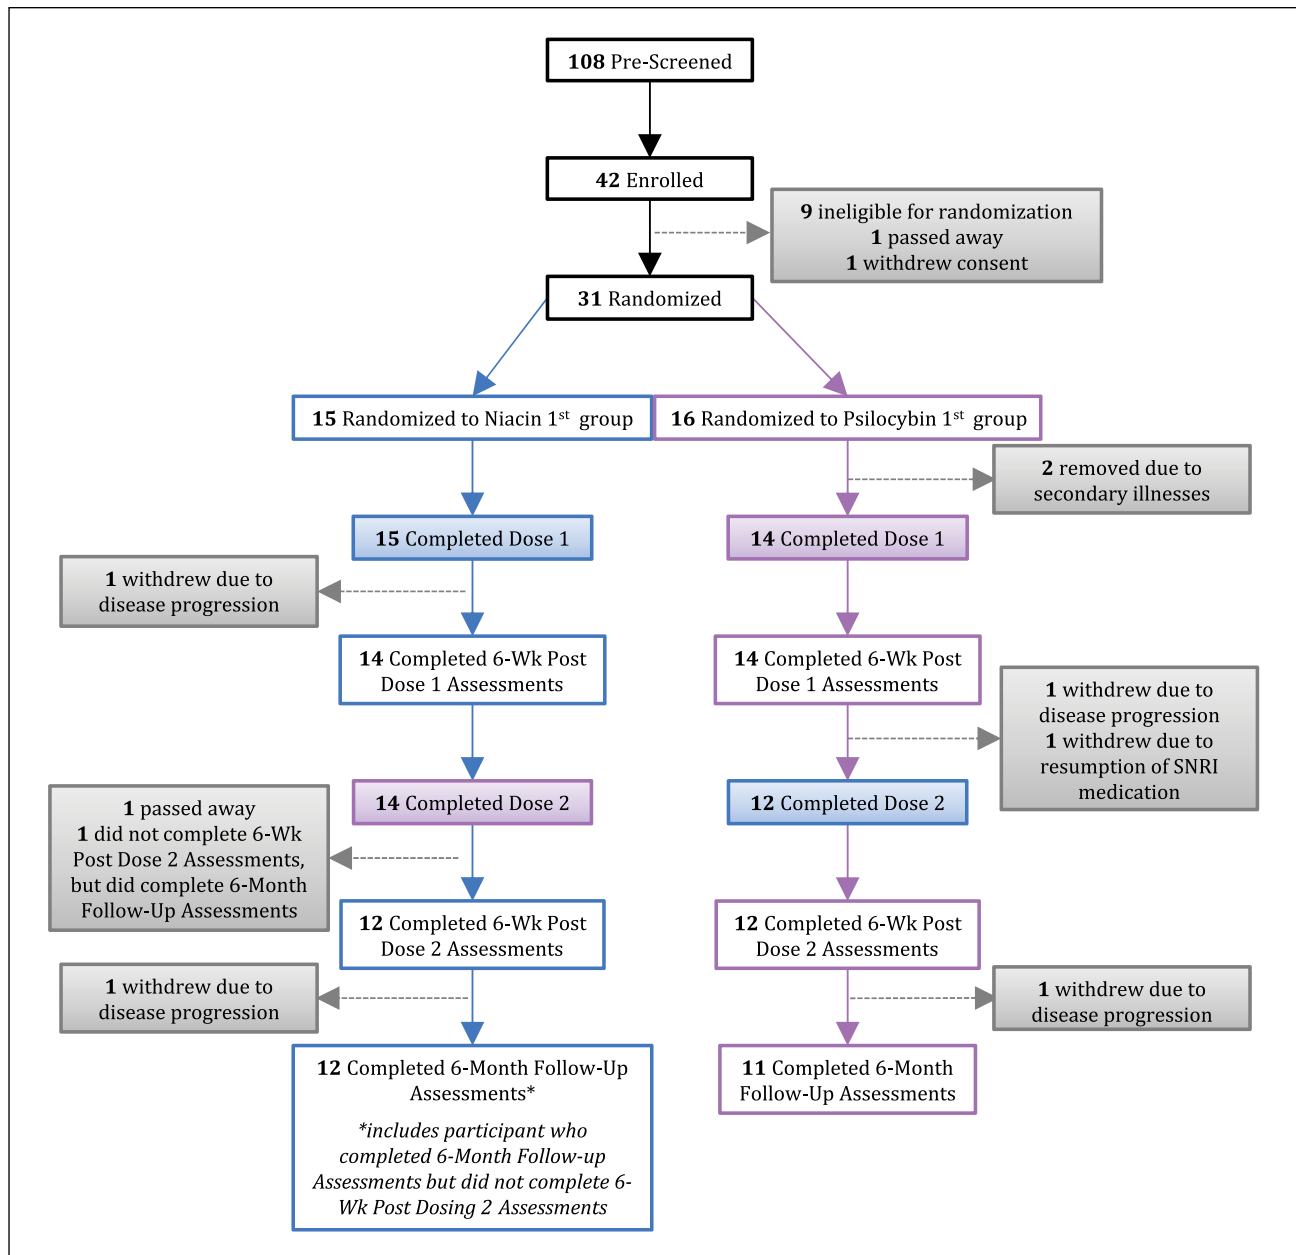 108 Pre-Screened
42 Enrolled
9 ineligible for randomization
1 passed away
1 withdrew consent
31 Randomized
15 Randomized to Niacin 1st group
16 Randomized to Psilocybin 1st group
2 removed due to
secondary illnesses
15 Completed Dose 1
14 Completed Dose 1
1 withdrew due to
disease progression
14 Completed 6-Wk Post
Dose 1 Assessments
14 Completed 6-Wk Post
Dose 1 Assessments
1 withdrew due to
disease progression
1 withdrew due to
resumption of SNRI
medication
14 Completed Dose 2
12 Completed Dose 2
1 passed away
1 did not complete 6-Wk
Post Dose 2 Assessments,
but did complete 6-Month
Follow-Up Assessments
12 Completed 6-Wk Post
Dose 2 Assessments
12 Completed 6-Wk Post
Dose 2 Assessments
1 withdrew due to
disease progression
1 withdrew due to
disease progression
12 Completed 6-Month Follow-Up
Assessments*
*includes participant who
completed 6-Month Follow-up
Assessments but did not complete 6-
Wk Post Dosing 2 Assessments
11 Completed 6-Month
Follow-Up Assessments